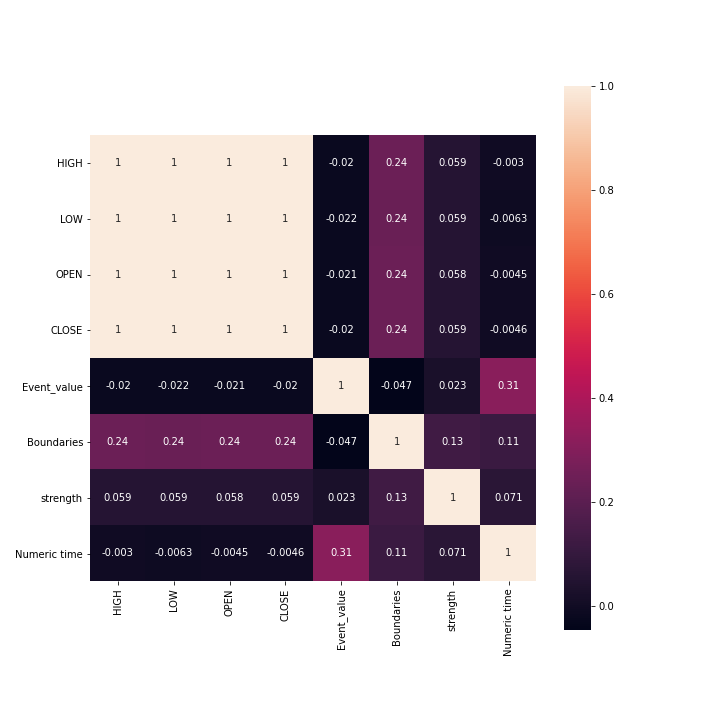 HIGH 1 1 1 1 -0.02 0.24 0.059 -0.003
LOW 1 1 1 1 -0.022 0.24 0.059 -0.0063
OPEN 1 1 1 1 -0.021 0.24 0.058 -0.0045
CLOSE 1 1 1 1 -0.02 0.24 0.059 -0.0046
Event_value -0.02 -0.022 -0.021 -0.02 1 -0.047 0.023 0.31
Boundaries 0.24 0.24 0.24 0.24 -0.047 1 0.13 0.11
strength 0.059 0.059 0.058 0.059 0.023 0.13 1 0.071
Numeric time -0.003 -0.0063 -0.0045 -0.0046 0.31 0.11 0.071 1
HIGH LOW OPEN CLOSE Event_value Boundaries strength Numeric time
1.0
0.8
0.6
0.4
0.2
0.0